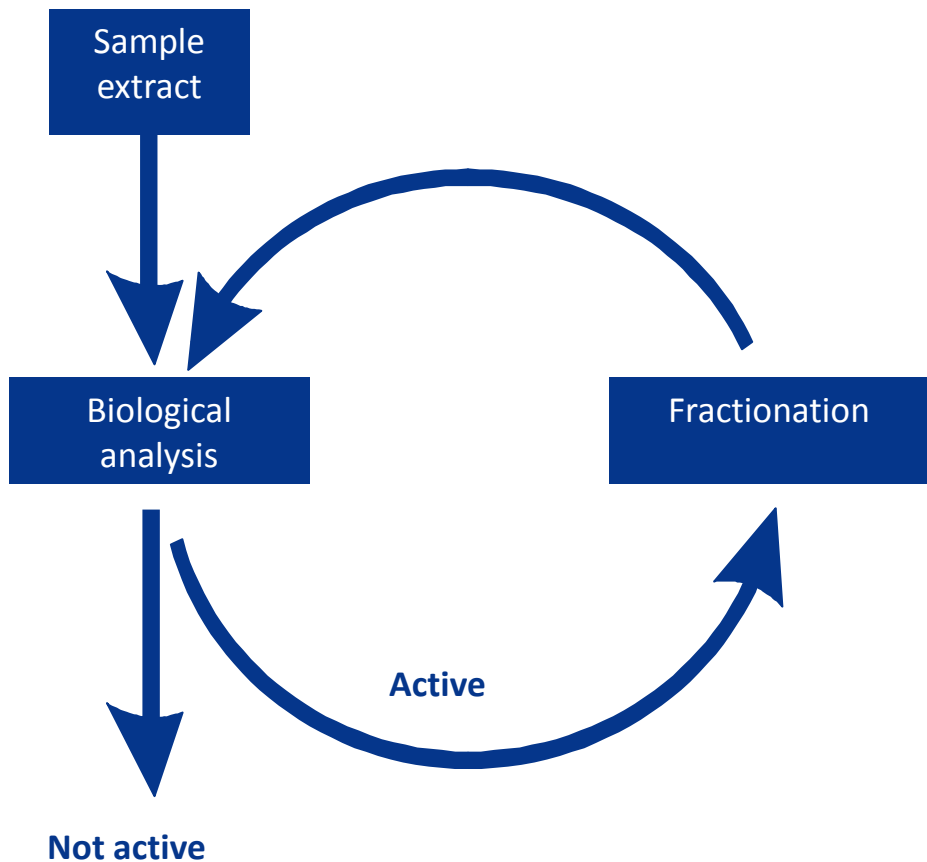 Sample
extract
Biological
analysis
Fractionation
Active
Not active